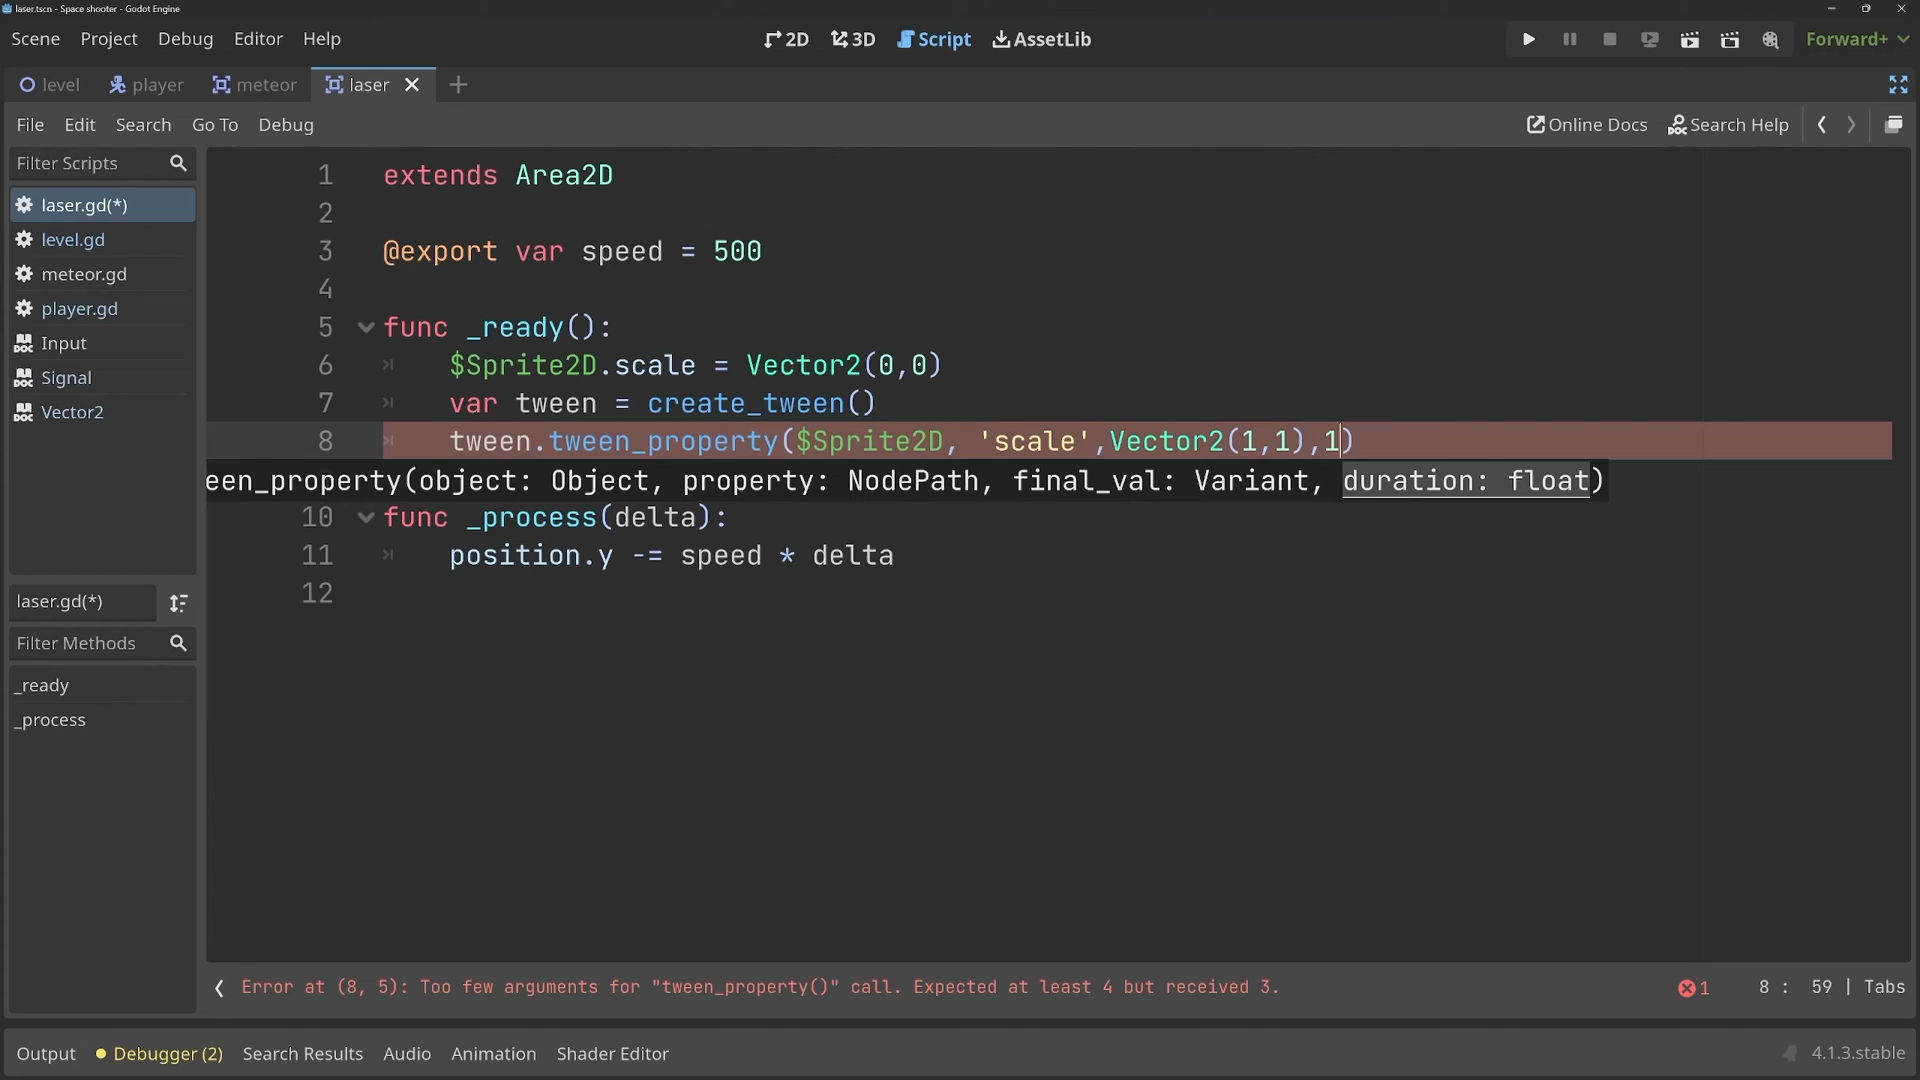 laser.tscn - Space shooter - Godot Engine
Scene Project Debug Editor Help 2D 3D Script AssetLib Forward+
level player meteor laser
File Edit Search Go To Debug Online Docs Search Help
Filter Scripts
laser.gd(*)
level.gd
meteor.gd
player.gd
DOC Input
DOC Signal
DOC Vector2
laser.gd(*)
Filter Methods
_ready
_process
1 extends Area2D
2
3 @export var speed = 500
4
5 func _ready():
6 $Sprite2D.scale = Vector2(0,0)
7 var tween = create_tween()
8 tween.tween_property($Sprite2D, 'scale',Vector2(1,1),1)
een_property(object: Object, property: NodePath, final_val: Variant, duration: float)
10 func _process(delta):
11 position.y -= speed * delta
12
Error at (8, 5): Too few arguments for "tween_property()" call. Expected at least 4 but received 3. 1 8 : 59 | Tabs
Output Debugger (2) Search Results Audio Animation Shader Editor 4.1.3.stable